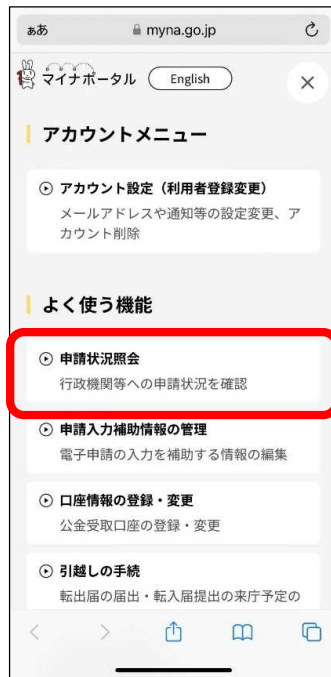 ああ myna.go.jp
マイナポータル English
アカウントメニュー
アカウント設定（利用者登録変更）
メールアドレスや通知等の設定変更、ア
カウント削除
よく使う機能
申請状況照会
行政機関等への申請状況を確認
申請入力補助情報の管理
電子申請の入力を補助する情報の編集
口座情報の登録・変更
公金受取口座の登録・変更
引越しの手続
転出届の届出・転入届提出の来庁予定の